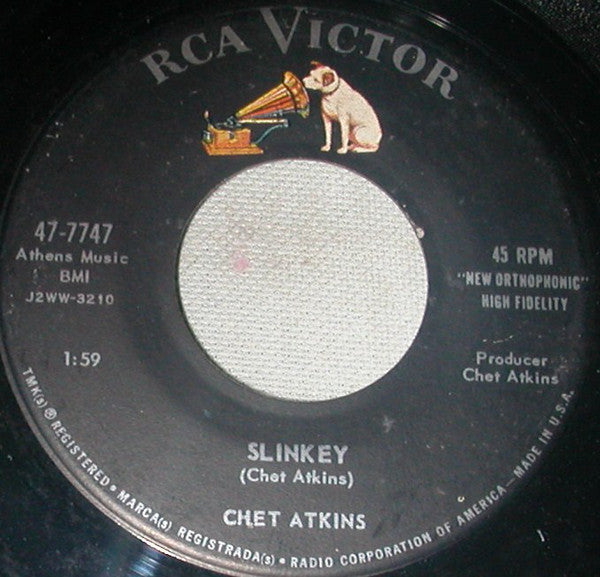 RCA VICTOR
47-7747
Athens Music
BMI
J2WW-3210
1:59
45 RPM
"NEW ORTHOPHONIC"
HIGH FIDELITY
Producer
Chet Atkins
SLINKEY
(Chet Atkins)
CHET ATKINS
TMK(s) ® REGISTERED • MARCA(s) REGISTRADA(s) • RADIO CORPORATION OF AMERICA—MADE IN U.S.A.